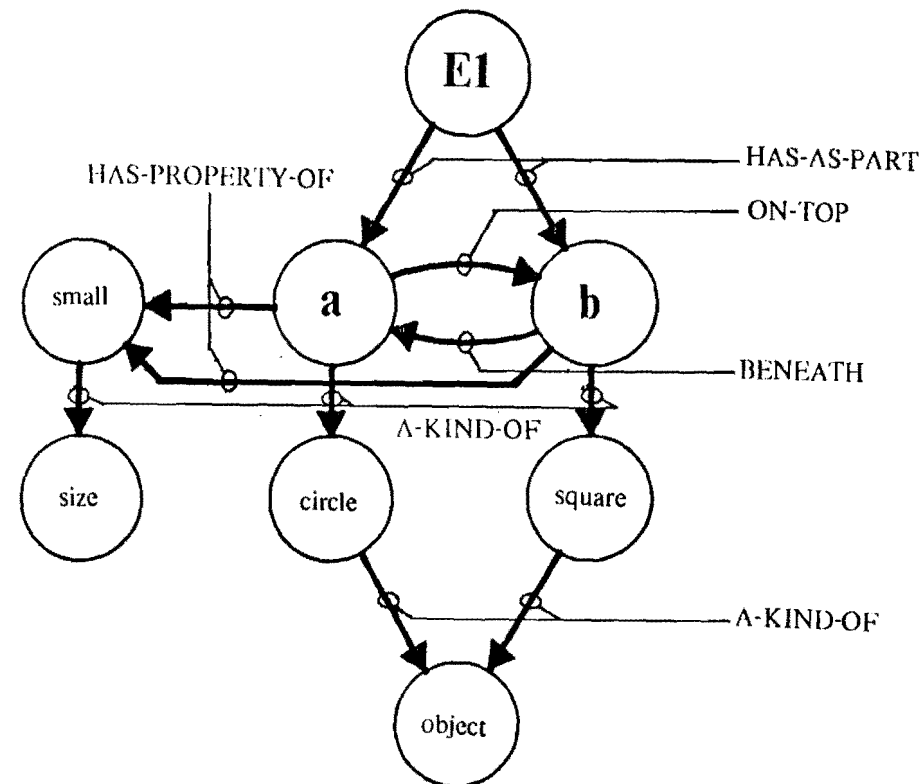 E1
HAS-AS-PART
HAS-PROPERTY-OF
ON-TOP
small
a
b
BENEATH
A-KIND-OF
size
circle
square
A-KIND-OF
object